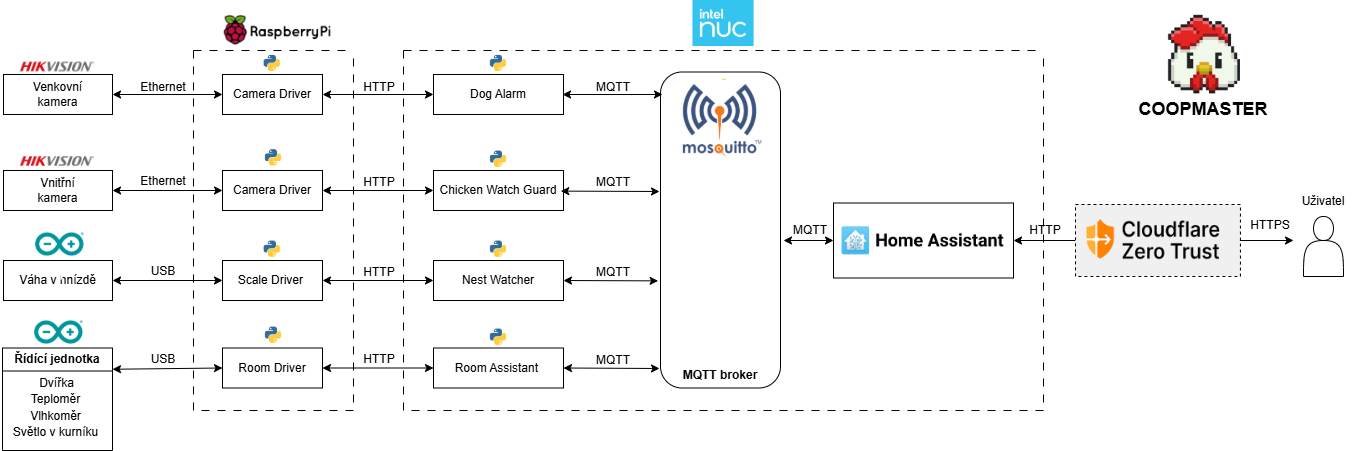 RaspberryPi
intel
nuc
COOPMASTER
HIKVISION
Venkovní
kamera
Ethernet
Camera Driver
HTTP
Dog Alarm
MQTT
mosquitto™
HIKVISION
Vnitřní
kamera
Ethernet
Camera Driver
HTTP
Chicken Watch Guard
MQTT
Váha v hnízdě
USB
Scale Driver
HTTP
Nest Watcher
MQTT
Řídící jednotka
Dvířka
Teploměr
Vlhkoměr
Světlo v kurníku
USB
Room Driver
HTTP
Room Assistant
MQTT
MQTT broker
MQTT
Home Assistant
HTTP
Cloudflare
Zero Trust
HTTPS
Uživatel